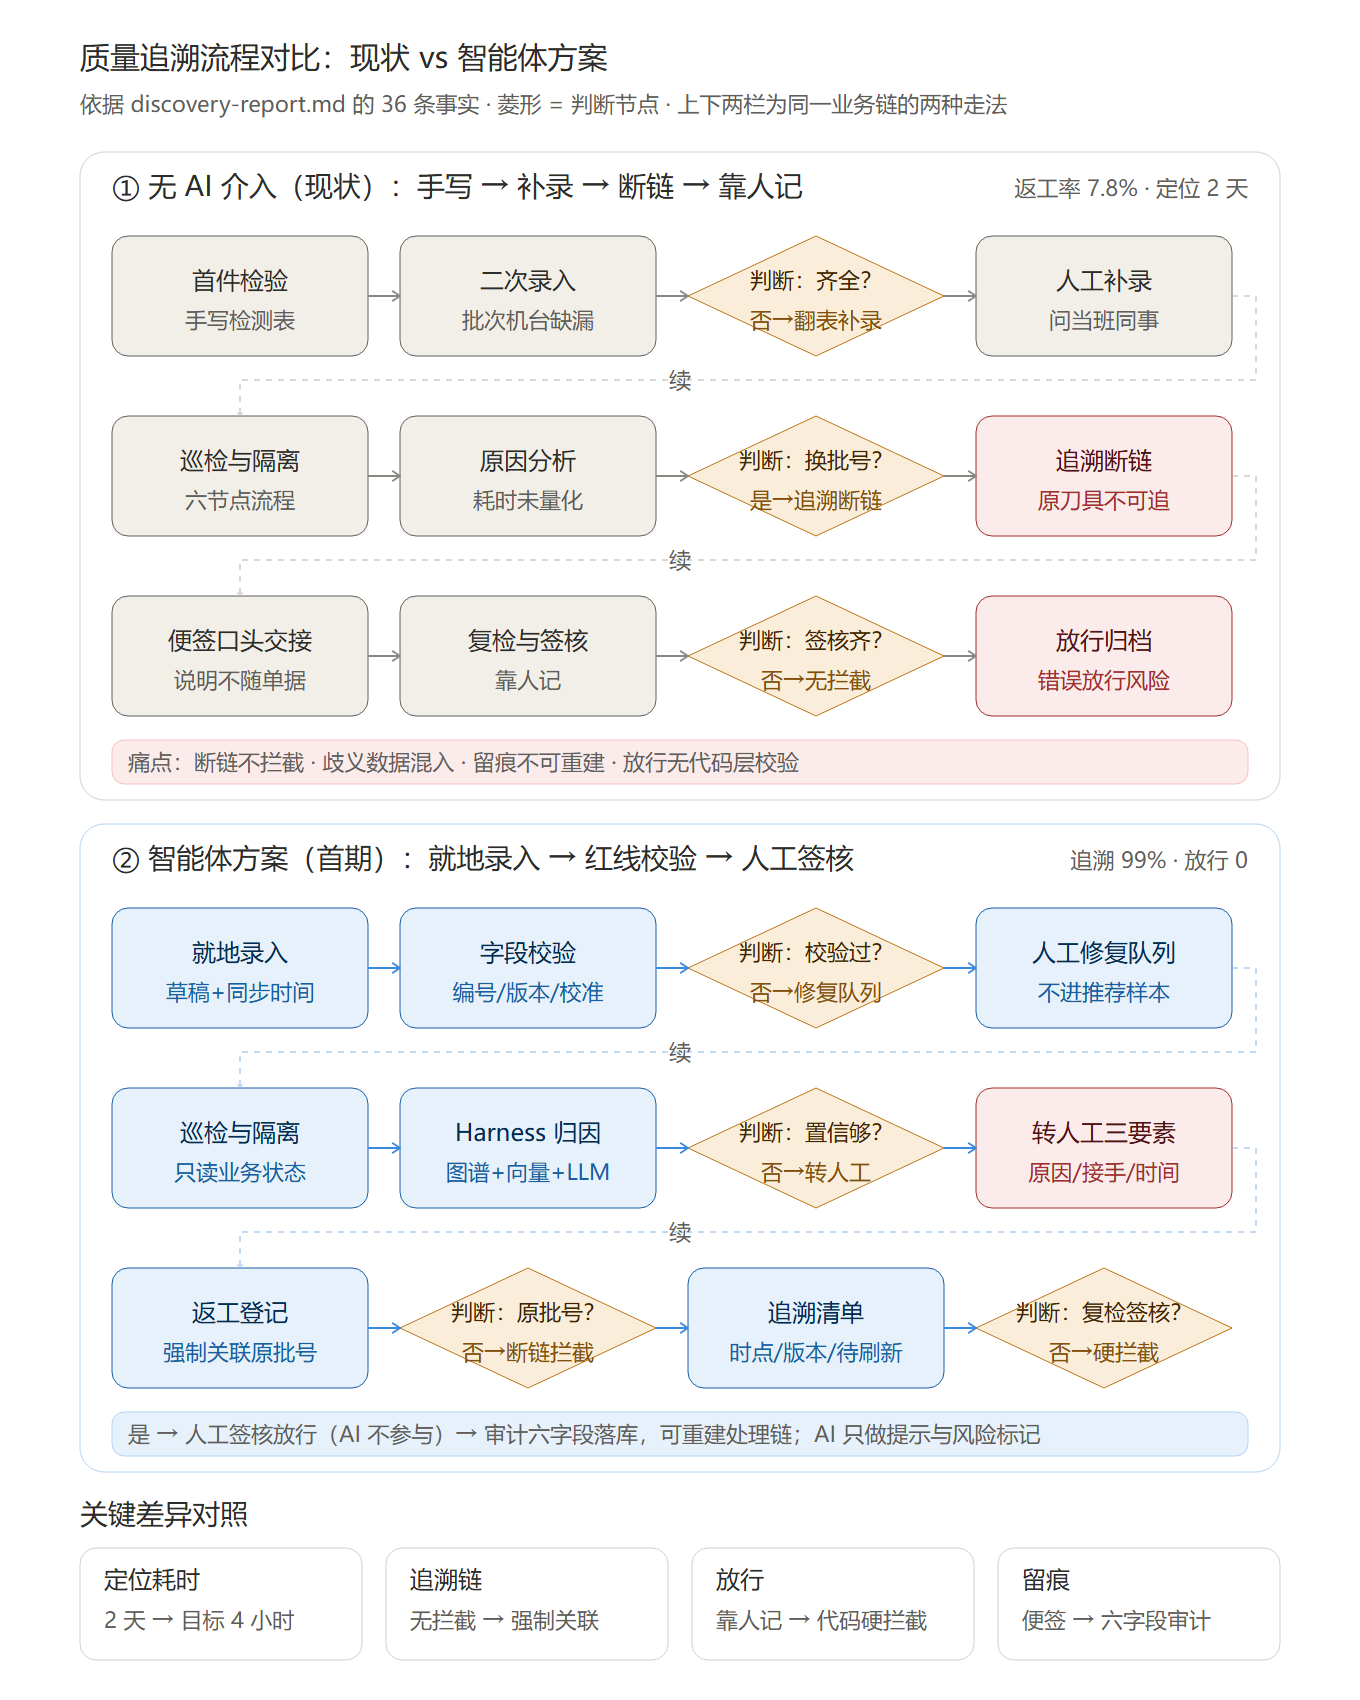 质量追溯流程对比：现状 vs 智能体方案
依据 discovery-report.md 的 36 条事实 · 菱形 = 判断节点 · 上下两栏为同一业务链的两种走法
① 无 AI 介入（现状）：手写 → 补录 → 断链 → 靠人记
返工率 7.8% · 定位 2 天
首件检验
手写检测表
二次录入
批次机台缺漏
判断：齐全?
否→翻表补录
人工补录
问当班同事
续
巡检与隔离
六节点流程
原因分析
耗时未量化
判断：换批号?
是→追溯断链
追溯断链
原刀具不可追
续
便签口头交接
说明不随单据
复检与签核
靠人记
判断：签核齐?
否→无拦截
放行归档
错误放行风险
痛点：断链不拦截 · 歧义数据混入 · 留痕不可重建 · 放行无代码层校验
② 智能体方案（首期）：就地录入 → 红线校验 → 人工签核
追溯 99% · 放行 0
就地录入
草稿+同步时间
字段校验
编号/版本/校准
判断：校验过?
否→修复队列
人工修复队列
不进推荐样本
续
巡检与隔离
只读业务状态
Harness 归因
图谱+向量+LLM
判断：置信够?
否→转人工
转人工三要素
原因/接手/时间
续
返工登记
强制关联原批号
判断：原批号?
否→断链拦截
追溯清单
时点/版本/待刷新
判断：复检签核?
否→硬拦截
是 → 人工签核放行（AI 不参与）→ 审计六字段落库，可重建处理链；AI 只做提示与风险标记
关键差异对照
定位耗时
2 天 → 目标 4 小时
追溯链
无拦截 → 强制关联
放行
靠人记 → 代码硬拦截
留痕
便签 → 六字段审计